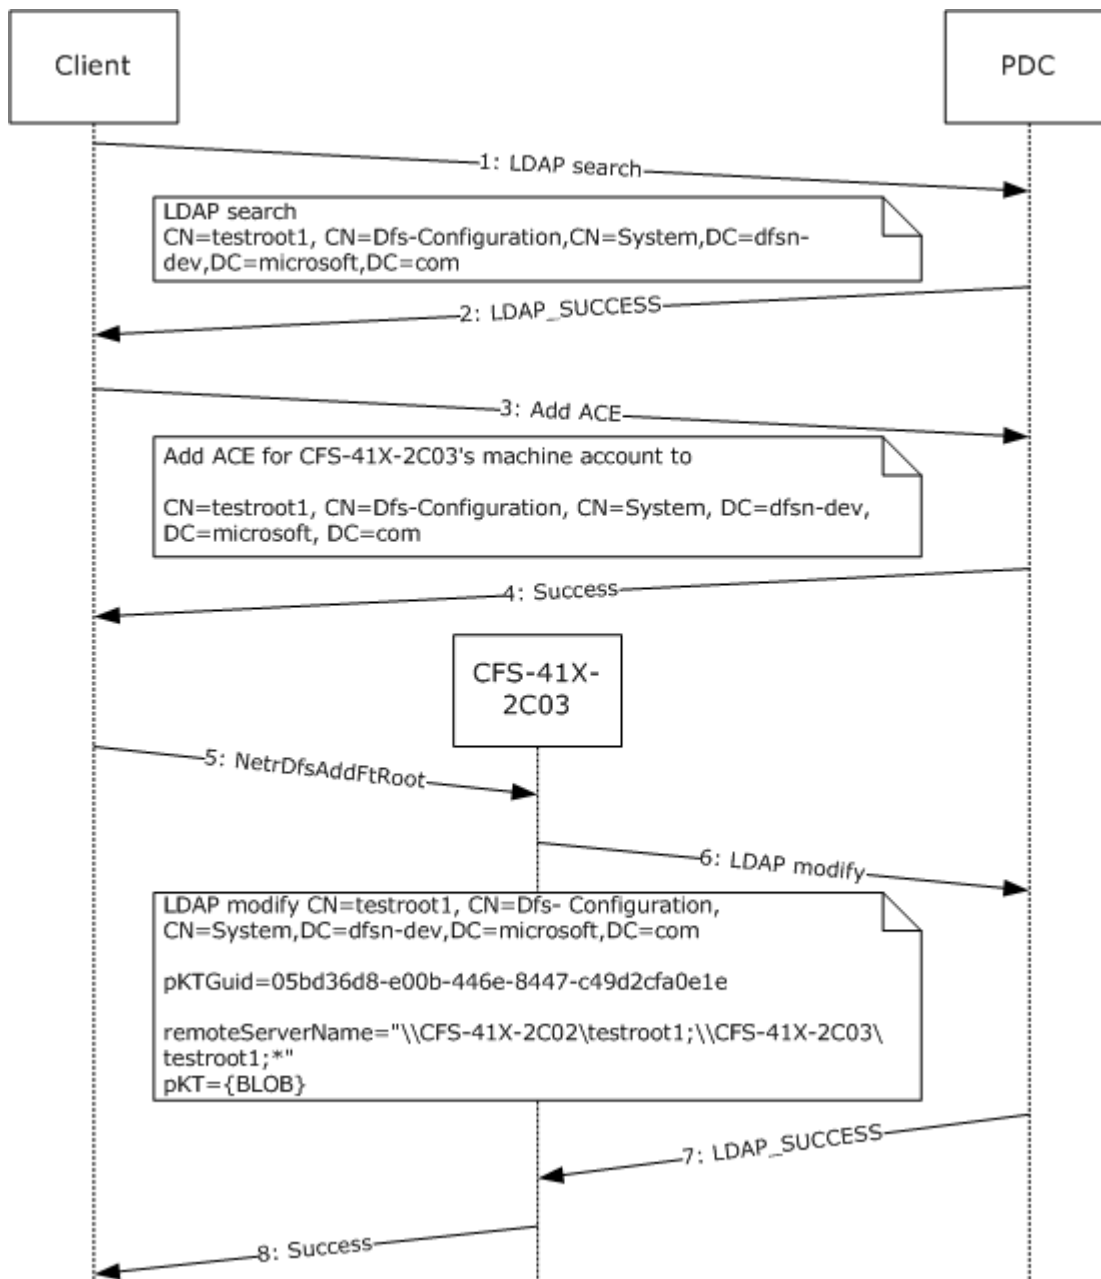 Client
PDC
1: LDAP search
LDAP search
CN=testroot1, CN=Dfs-Configuration,CN=System,DC=dfsn-
dev,DC=microsoft,DC=com
2: LDAP_SUCCESS
3: Add ACE
Add ACE for CFS-41X-2C03's machine account to
CN=testroot1, CN=Dfs-Configuration, CN=System, DC=dfsn-dev,
DC=microsoft, DC=com
4: Success
CFS-41X-
2C03
5: NetrDfsAddFtRoot
6: LDAP modify
LDAP modify CN=testroot1, CN=Dfs- Configuration,
CN=System,DC=dfsn-dev,DC=microsoft,DC=com
pKTGuid=05bd36d8-e00b-446e-8447-c49d2cfa0e1e
remoteServerName="\\CFS-41X-2C02\testroot1;\\CFS-41X-2C03\
testroot1;*"
pKT={BLOB}
7: LDAP_SUCCESS
8: Success